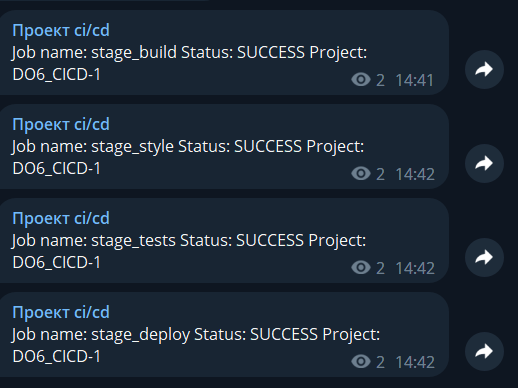 Проект ci/cd
Job name: stage_build Status: SUCCESS Project:
DO6_CICD-1
2 14:41
Проект ci/cd
Job name: stage_style Status: SUCCESS Project:
DO6_CICD-1
2 14:42
Проект ci/cd
Job name: stage_tests Status: SUCCESS Project:
DO6_CICD-1
2 14:42
Проект ci/cd
Job name: stage_deploy Status: SUCCESS Project:
DO6_CICD-1
2 14:42